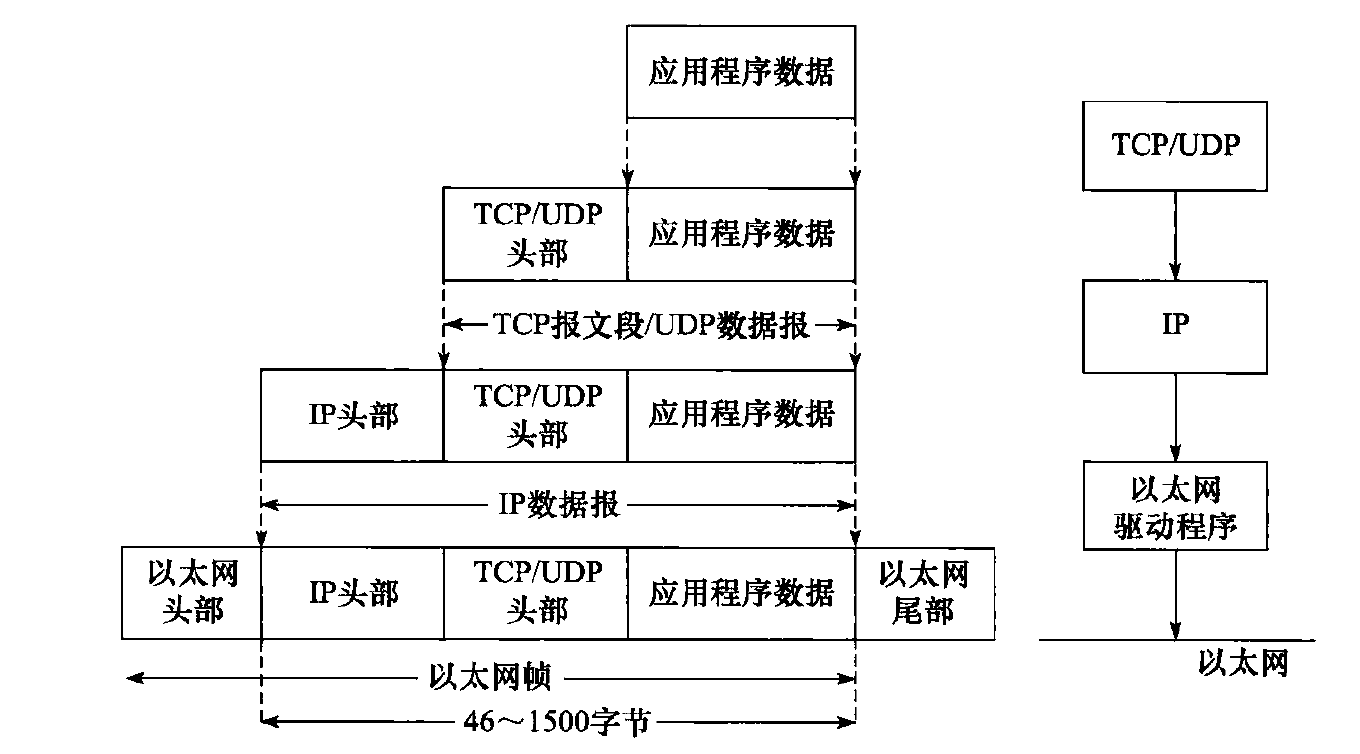 应用程序数据
TCP/UDP
TCP/UDP
头部
应用程序数据
TCP报文段/UDP数据报
IP
IP头部
TCP/UDP
头部
应用程序数据
IP数据报
以太网
驱动程序
以太网
头部
IP头部
TCP/UDP
头部
应用程序数据
以太网
尾部
以太网
以太网帧
46～1500字节